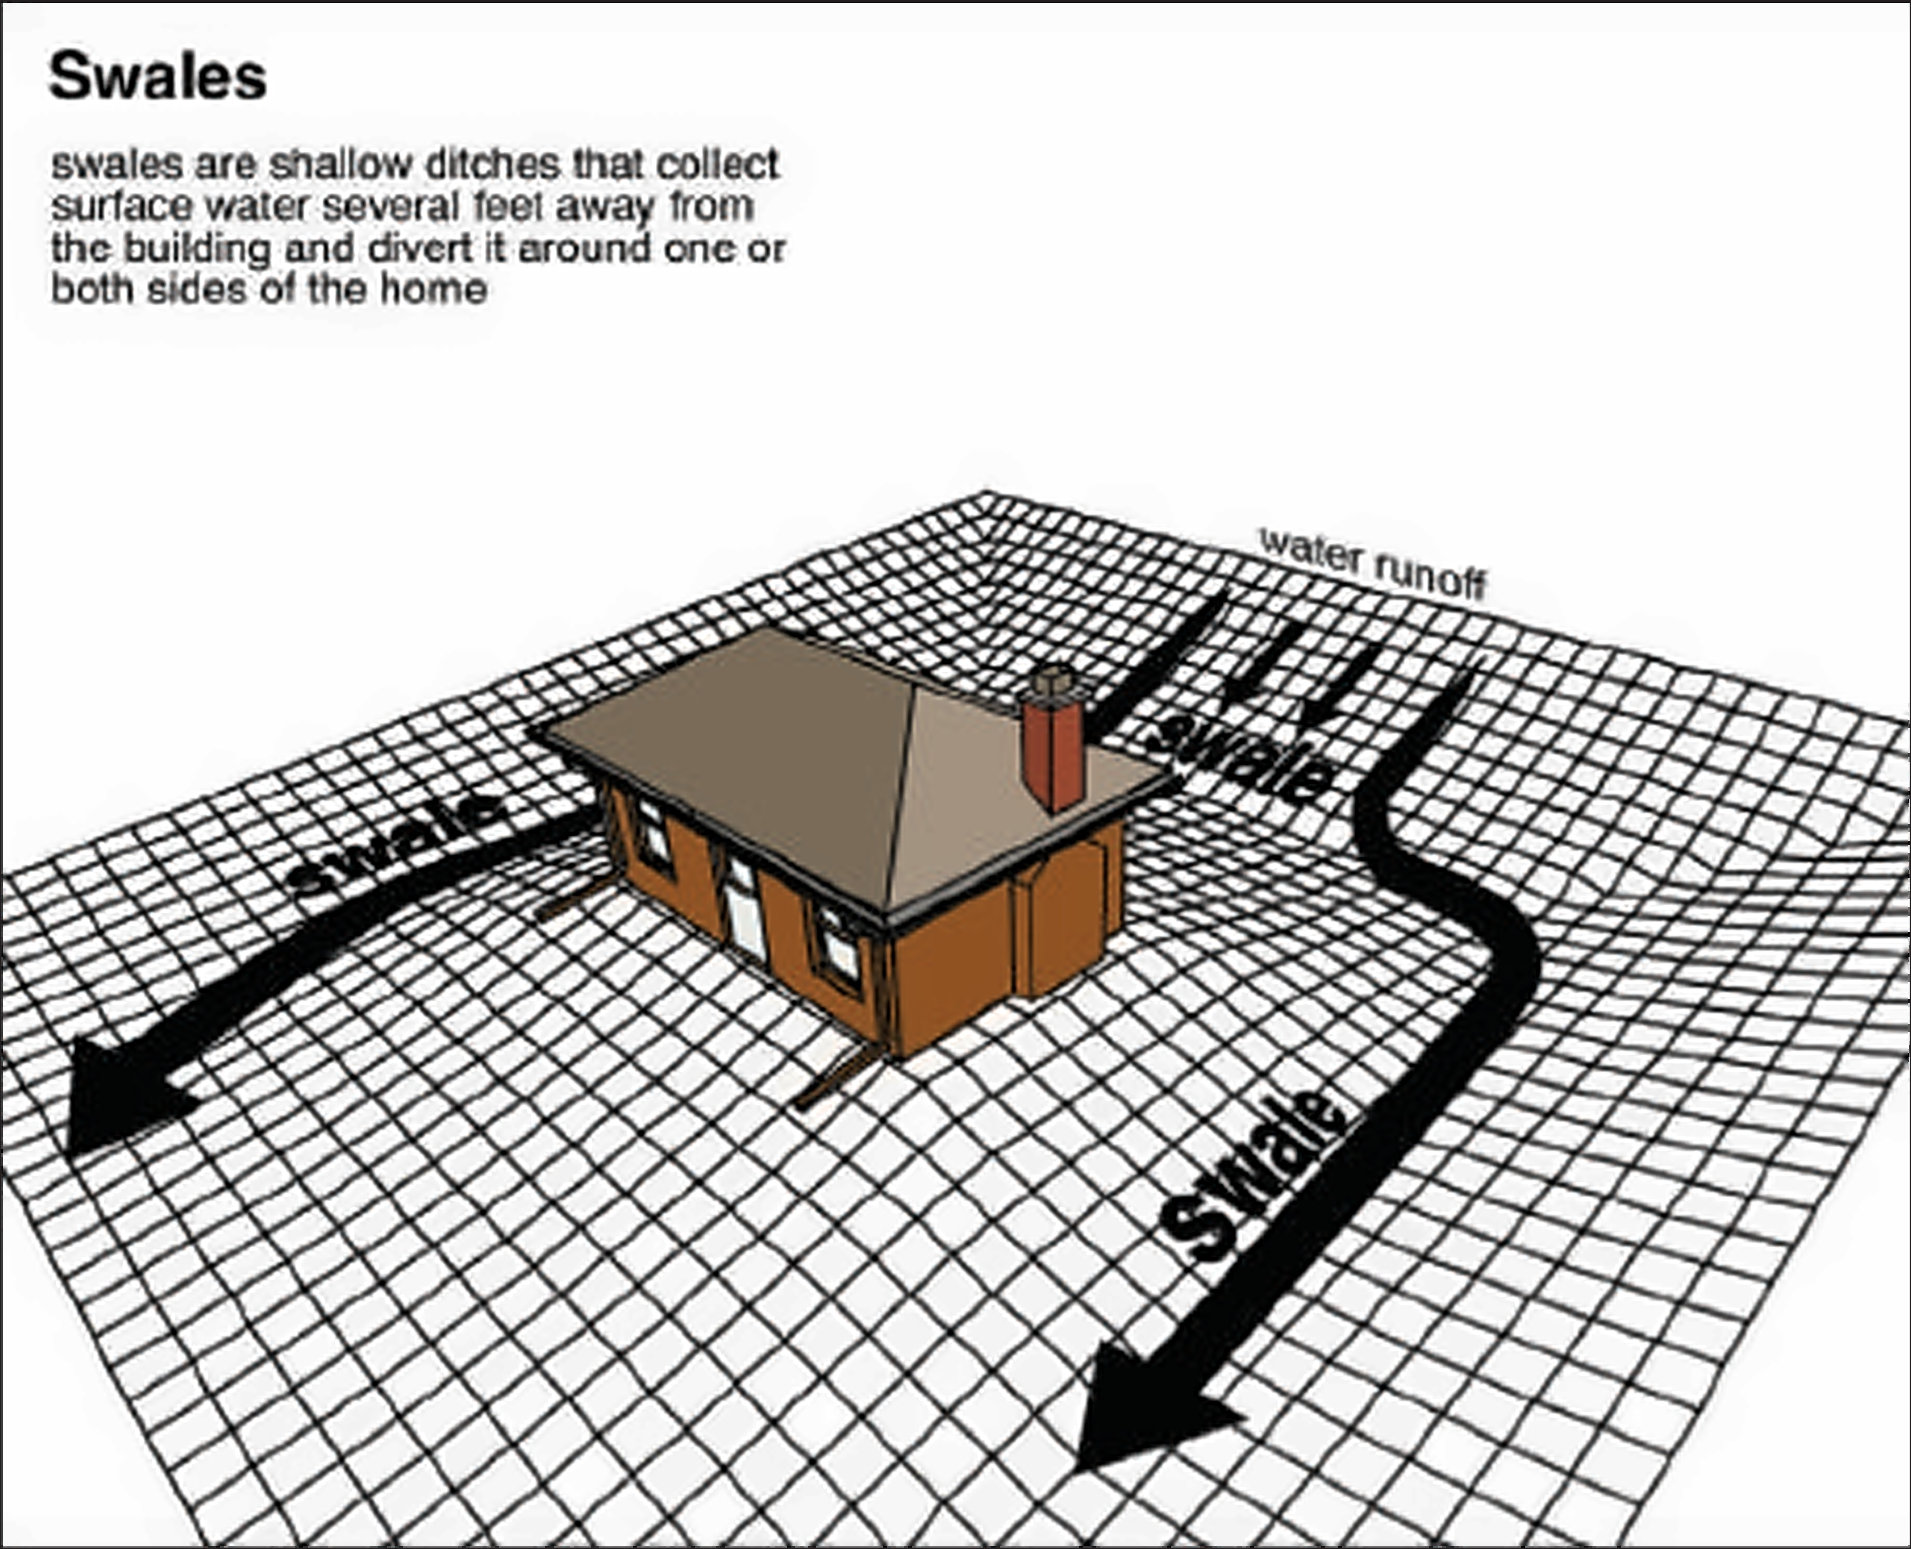 Swales
swales are shallow ditches that collect
surface water several feet away from
the building and divert it around one or
both sides of the home
water runoff
swale
swale
swale